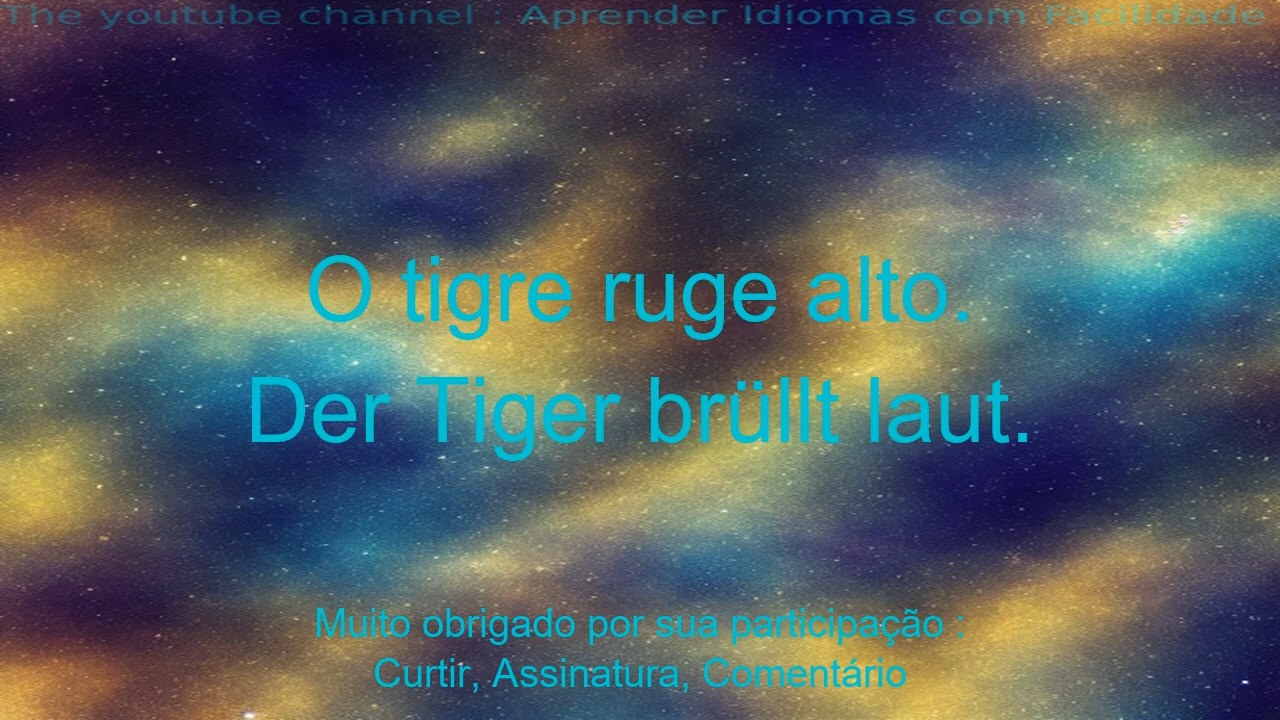 The youtube channel : Aprender Idiomas com Facilidade
O tigre ruge alto.
Der Tiger brüllt laut.
Muito obrigado por sua participação :
Curtir, Assinatura, Comentário